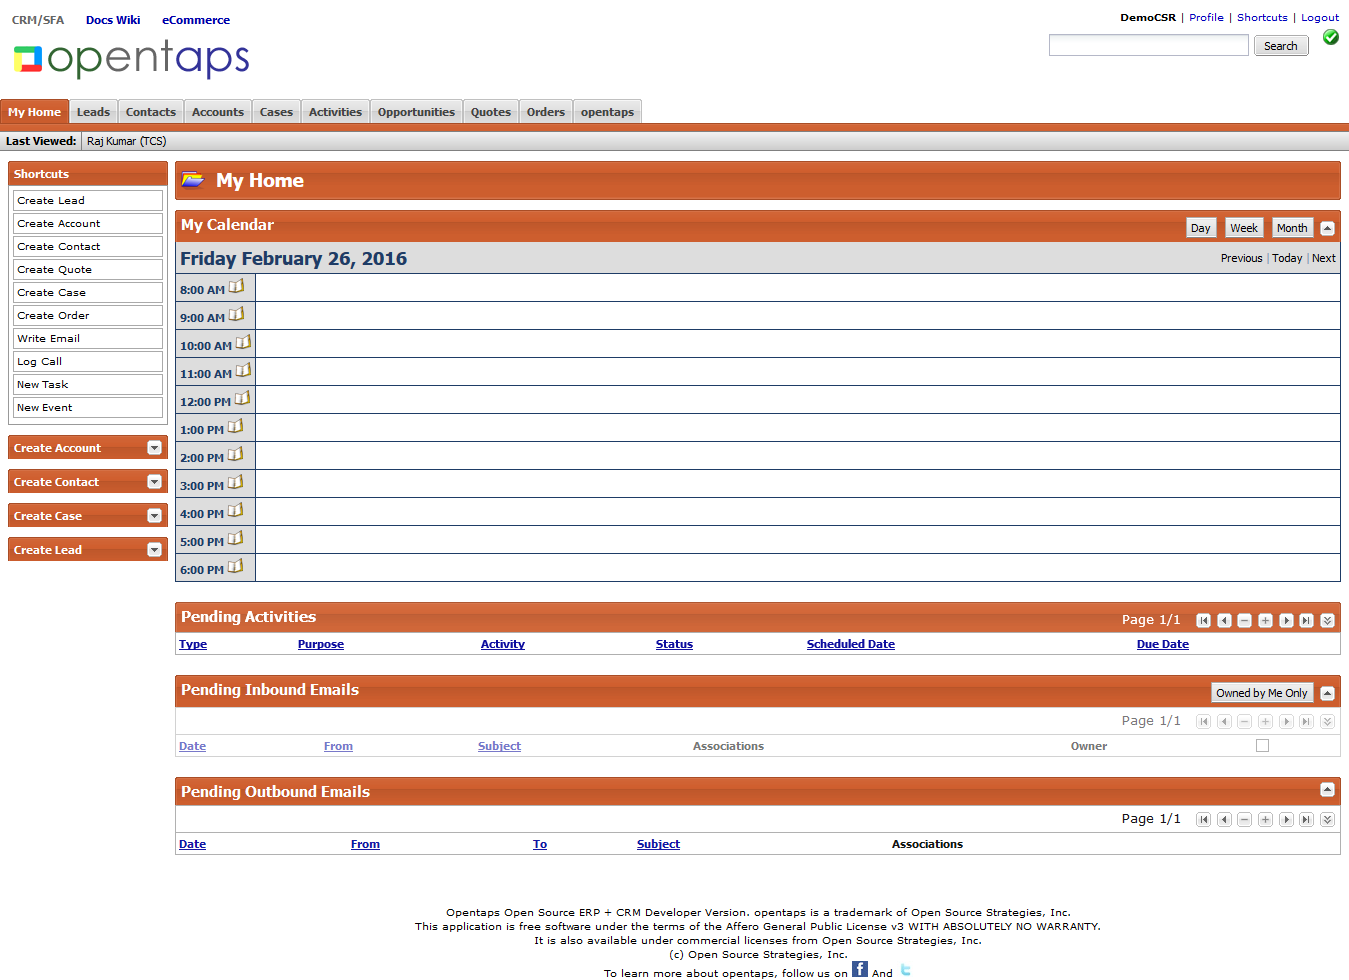 CRM/SFA Docs Wiki eCommerce
DemoCSR | Profile | Shortcuts | Logout
opentaps
Search
My Home Leads Contacts Accounts Cases Activities Opportunities Quotes Orders opentaps
Last Viewed: Raj Kumar (TCS)
Shortcuts
Create Lead
Create Account
Create Contact
Create Quote
Create Case
Create Order
Write Email
Log Call
New Task
New Event
Create Account
Create Contact
Create Case
Create Lead
My Home
My Calendar
Day Week Month
Friday February 26, 2016
Previous | Today | Next
8:00 AM
9:00 AM
10:00 AM
11:00 AM
12:00 PM
1:00 PM
2:00 PM
3:00 PM
4:00 PM
5:00 PM
6:00 PM
Pending Activities
Page 1/1
Type Purpose Activity Status Scheduled Date Due Date
Pending Inbound Emails
Owned by Me Only
Page 1/1
Date From Subject Associations Owner
Pending Outbound Emails
Page 1/1
Date From To Subject Associations
Opentaps Open Source ERP + CRM Developer Version. opentaps is a trademark of Open Source Strategies, Inc.
This application is free software under the terms of the Affero General Public License v3 WITH ABSOLUTELY NO WARRANTY.
It is also available under commercial licenses from Open Source Strategies, Inc.
(c) Open Source Strategies, Inc.
To learn more about opentaps, follow us on f And t